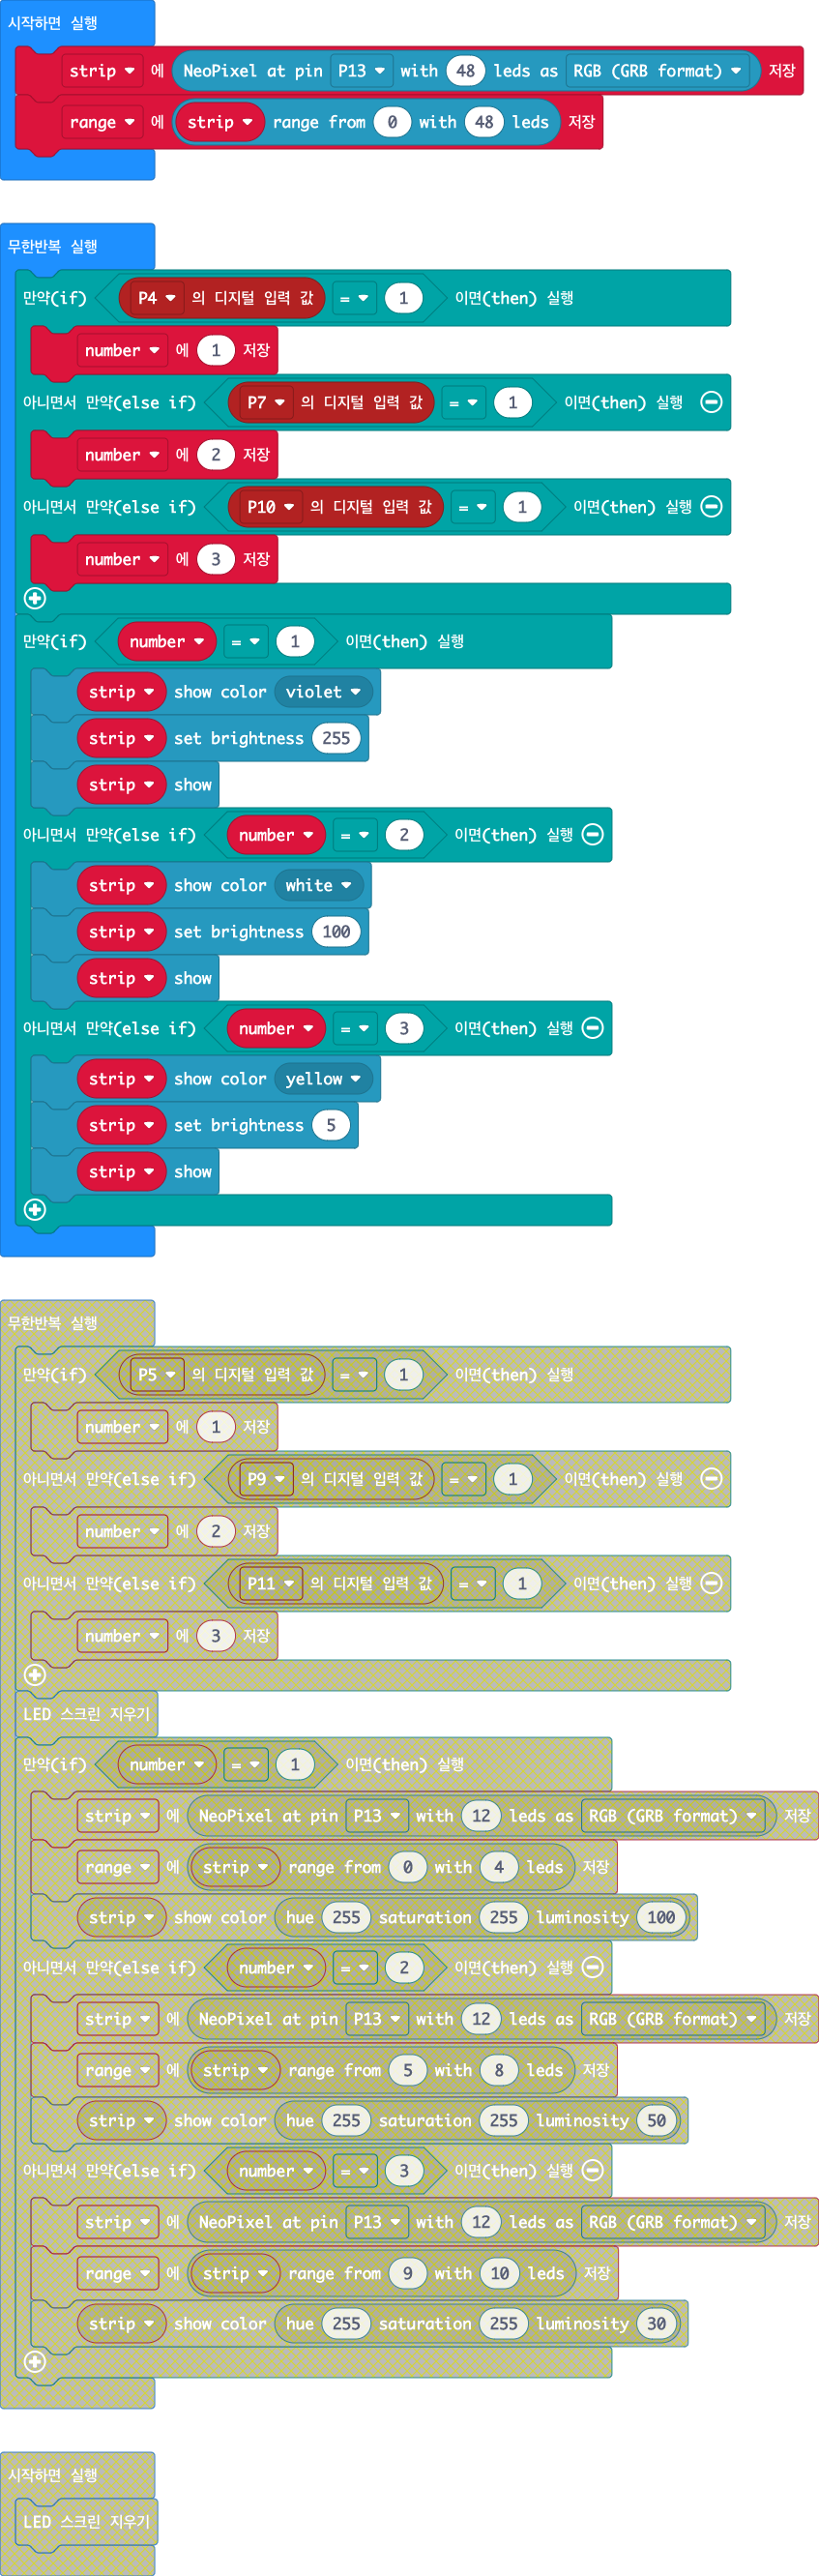 시작하면 실행
strip 에 NeoPixel at pin P13 with 48 leds as RGB (GRB format) 저장
range 에 strip range from 0 with 48 leds 저장
무한반복 실행
만약(if) P4 의 디지털 입력 값 = 1 이면(then) 실행
number 에 1 저장
아니면서 만약(else if) P7 의 디지털 입력 값 = 1 이면(then) 실행
number 에 2 저장
아니면서 만약(else if) P10 의 디지털 입력 값 = 1 이면(then) 실행
number 에 3 저장
만약(if) number = 1 이면(then) 실행
strip show color violet
strip set brightness 255
strip show
아니면서 만약(else if) number = 2 이면(then) 실행
strip show color white
strip set brightness 100
strip show
아니면서 만약(else if) number = 3 이면(then) 실행
strip show color yellow
strip set brightness 5
strip show
무한반복 실행
만약(if) P5 의 디지털 입력 값 = 1 이면(then) 실행
number 에 1 저장
아니면서 만약(else if) P9 의 디지털 입력 값 = 1 이면(then) 실행
number 에 2 저장
아니면서 만약(else if) P11 의 디지털 입력 값 = 1 이면(then) 실행
number 에 3 저장
LED 스크린 지우기
만약(if) number = 1 이면(then) 실행
strip 에 NeoPixel at pin P13 with 12 leds as RGB (GRB format) 저장
range 에 strip range from 0 with 4 leds 저장
strip show color hue 255 saturation 255 luminosity 100
아니면서 만약(else if) number = 2 이면(then) 실행
strip 에 NeoPixel at pin P13 with 12 leds as RGB (GRB format) 저장
range 에 strip range from 5 with 8 leds 저장
strip show color hue 255 saturation 255 luminosity 50
아니면서 만약(else if) number = 3 이면(then) 실행
strip 에 NeoPixel at pin P13 with 12 leds as RGB (GRB format) 저장
range 에 strip range from 9 with 10 leds 저장
strip show color hue 255 saturation 255 luminosity 30
시작하면 실행
LED 스크린 지우기